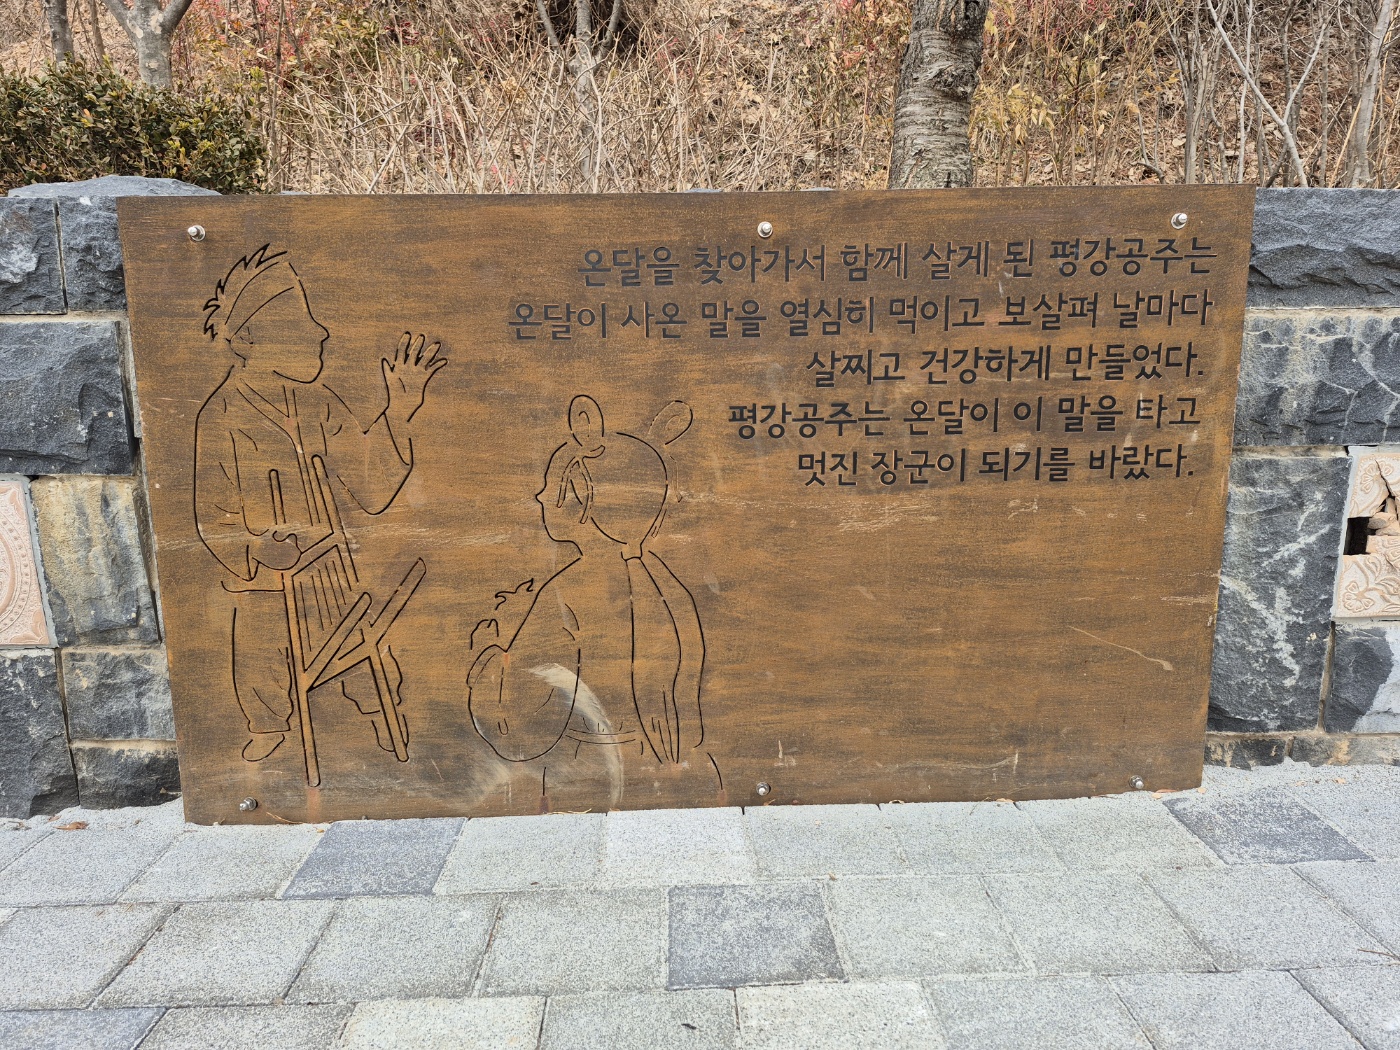 온달을 찾아가서 함께 살게 된 평강공주는
온달이 사온 말을 열심히 먹이고 보살펴 날마다
살찌고 건강하게 만들었다.
평강공주는 온달이 이 말을 타고
멋진 장군이 되기를 바랐다.